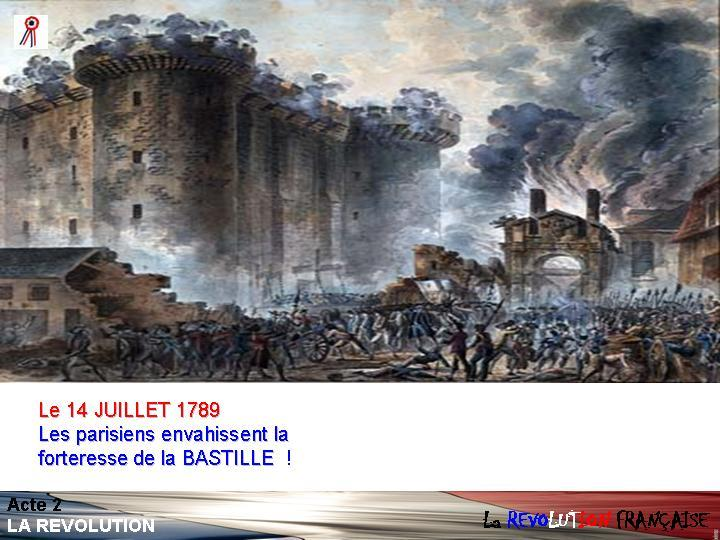 Le 14 JUILLET 1789
Les parisiens envahissent la
forteresse de la BASTILLE !
Acte 2
LA REVOLUTION
La REVOLUTION FRANÇAISE